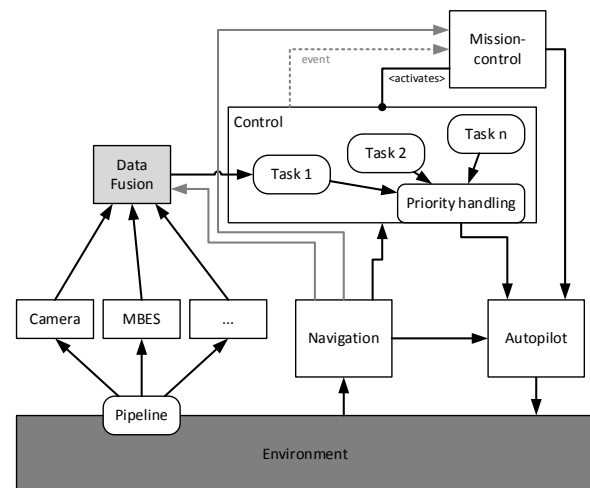 Mission-
control
event
<activates>
Control
Task n
Task 2
Data
Fusion
Task 1
Priority handling
Camera
MBES
...
Navigation
Autopilot
Pipeline
Environment